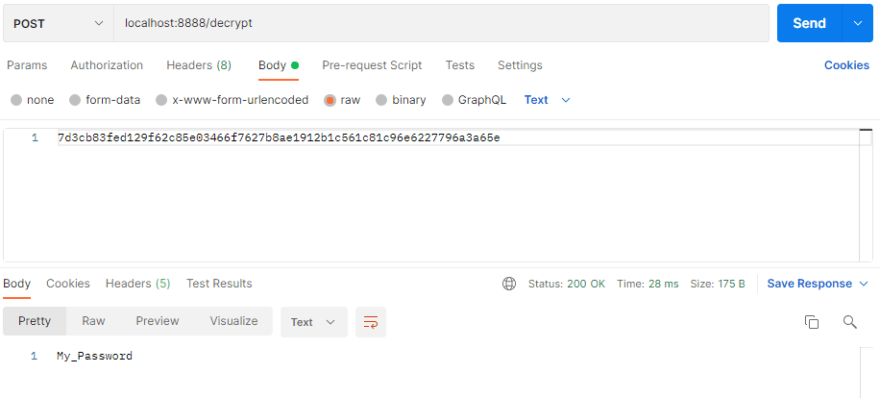 POST localhost:8888/decrypt Send
Params Authorization Headers (8) Body Pre-request Script Tests Settings Cookies
none form-data x-www-form-urlencoded raw binary GraphQL Text
1 7d3cb83fed129f62c85e03466f7627b8ae1912b1c561c81c96e6227796a3a65e
Body Cookies Headers (5) Test Results Status: 200 OK Time: 28 ms Size: 175 B Save Response
Pretty Raw Preview Visualize Text
1 My_Password